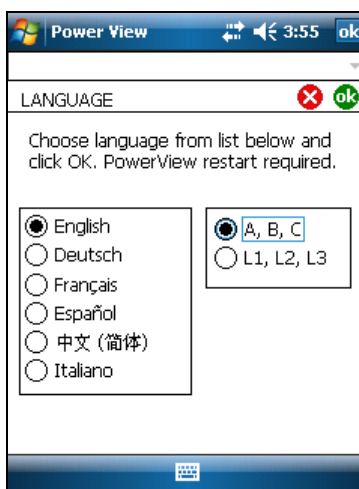 Power View 3:55 ok
LANGUAGE ok
Choose language from list below and
click OK. PowerView restart required.
English
Deutsch
Français
Español
中文 (简体)
Italiano
A, B, C
L1, L2, L3